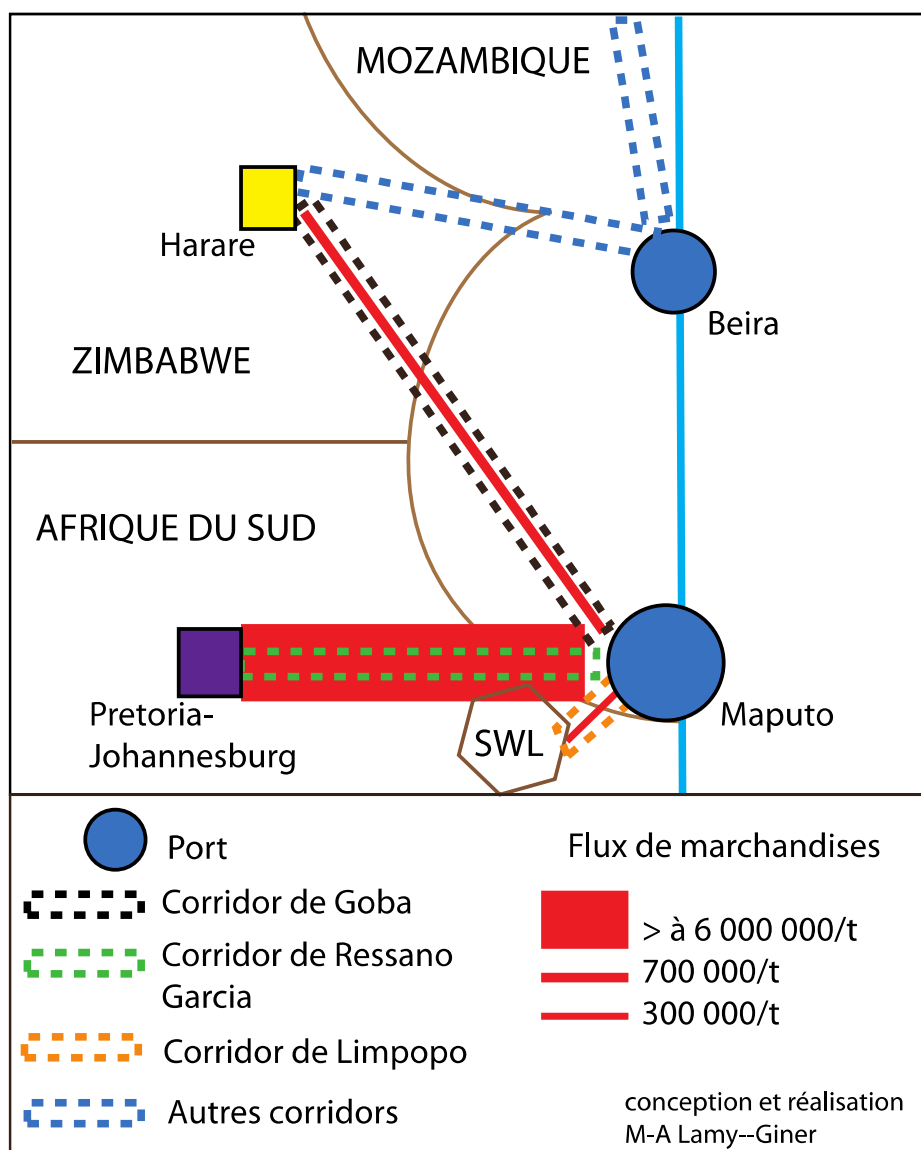 MOZAMBIQUE
Harare
Beira
ZIMBABWE
AFRIQUE DU SUD
Pretoria-
Johannesburg
SWL
Maputo
Port
Corridor de Goba
Corridor de Ressano
Garcia
Corridor de Limpopo
Autres corridors
Flux de marchandises
> à 6 000 000/t
700 000/t
300 000/t
conception et réalisation
M-A Lamy--Giner